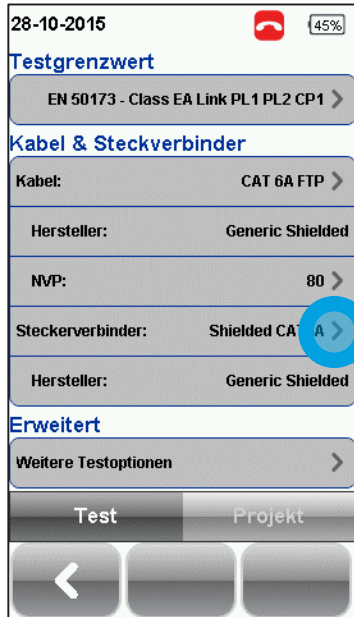 28-10-2015 45%
Testgrenzwert
EN 50173 - Class EA Link PL1 PL2 CP1
Kabel & Steckverbinder
Kabel: CAT 6A FTP
Hersteller: Generic Shielded
NVP: 80
Steckerverbinder: Shielded CAT A
Hersteller: Generic Shielded
Erweitert
Weitere Testoptionen
Test Projekt